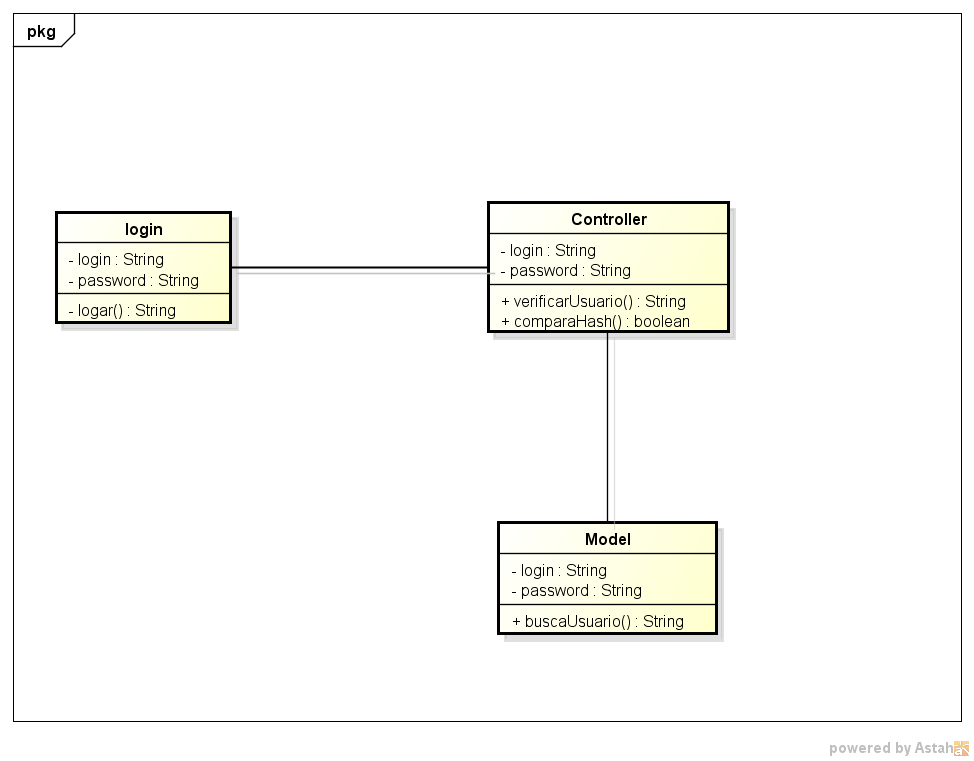 pkg
login
- login : String
- password : String
- logar() : String
Controller
- login : String
- password : String
+ verificarUsuario() : String
+ comparaHash() : boolean
Model
- login : String
- password : String
+ buscaUsuario() : String
powered by Astah